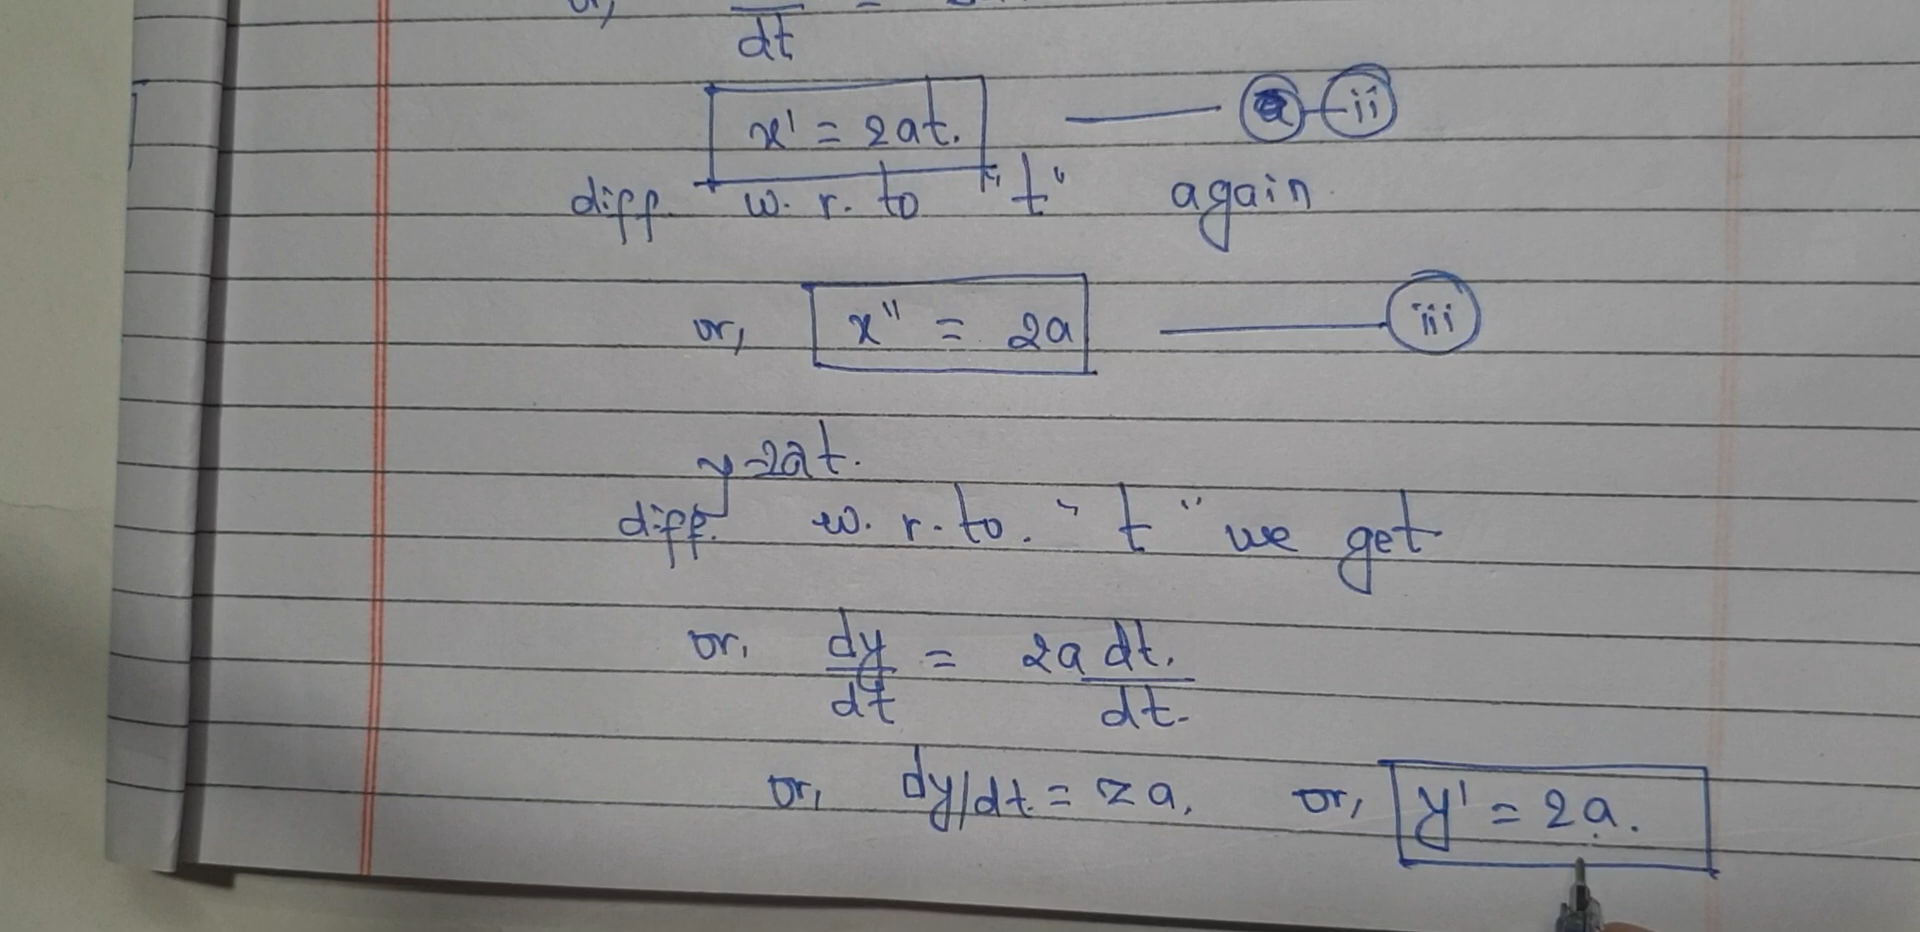 dt
x' = 2at. (ii)
diff. w. r. to "t" again
or, x" = 2a (iii)
y=2at.
diff. w. r. to. "t" we get
or, dy/dt = 2a dt./dt.
or, dy/dt = 2a, or, y' = 2a.